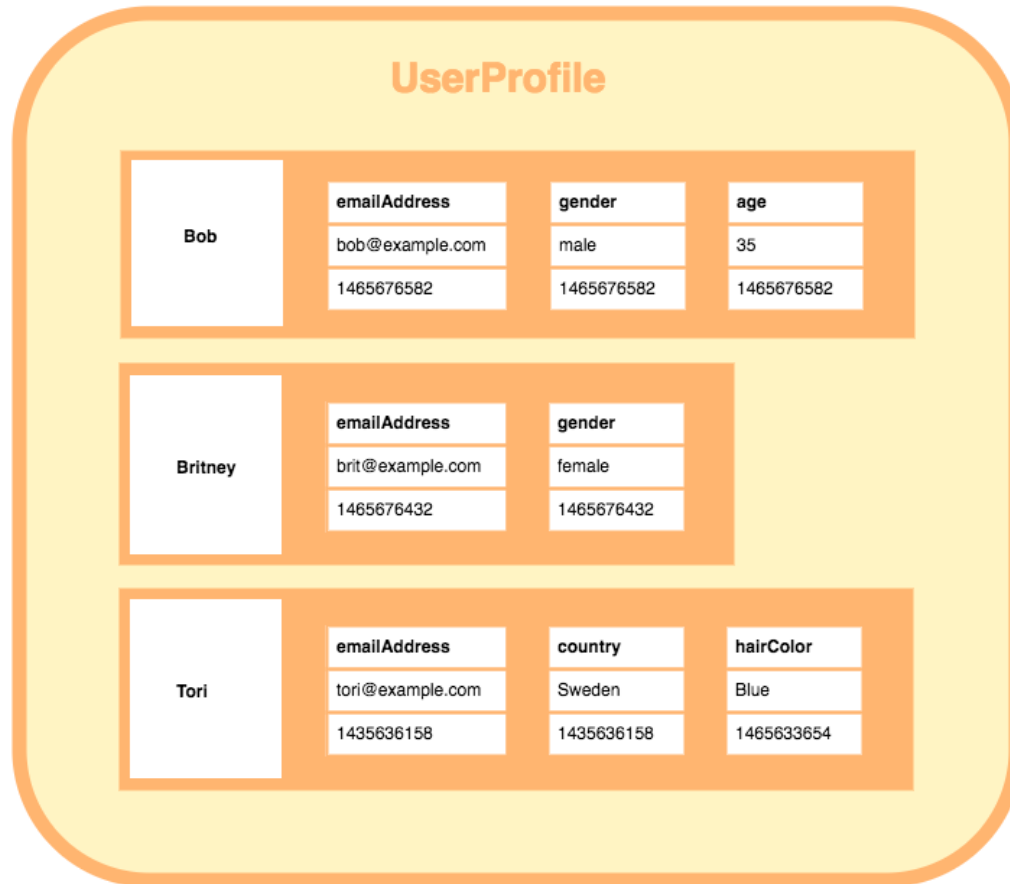 UserProfile
Bob
emailAddress gender age
bob@example.com male 35
1465676582 1465676582 1465676582
Britney
emailAddress gender
brit@example.com female
1465676432 1465676432
Tori
emailAddress country hairColor
tori@example.com Sweden Blue
1435636158 1435636158 1465633654